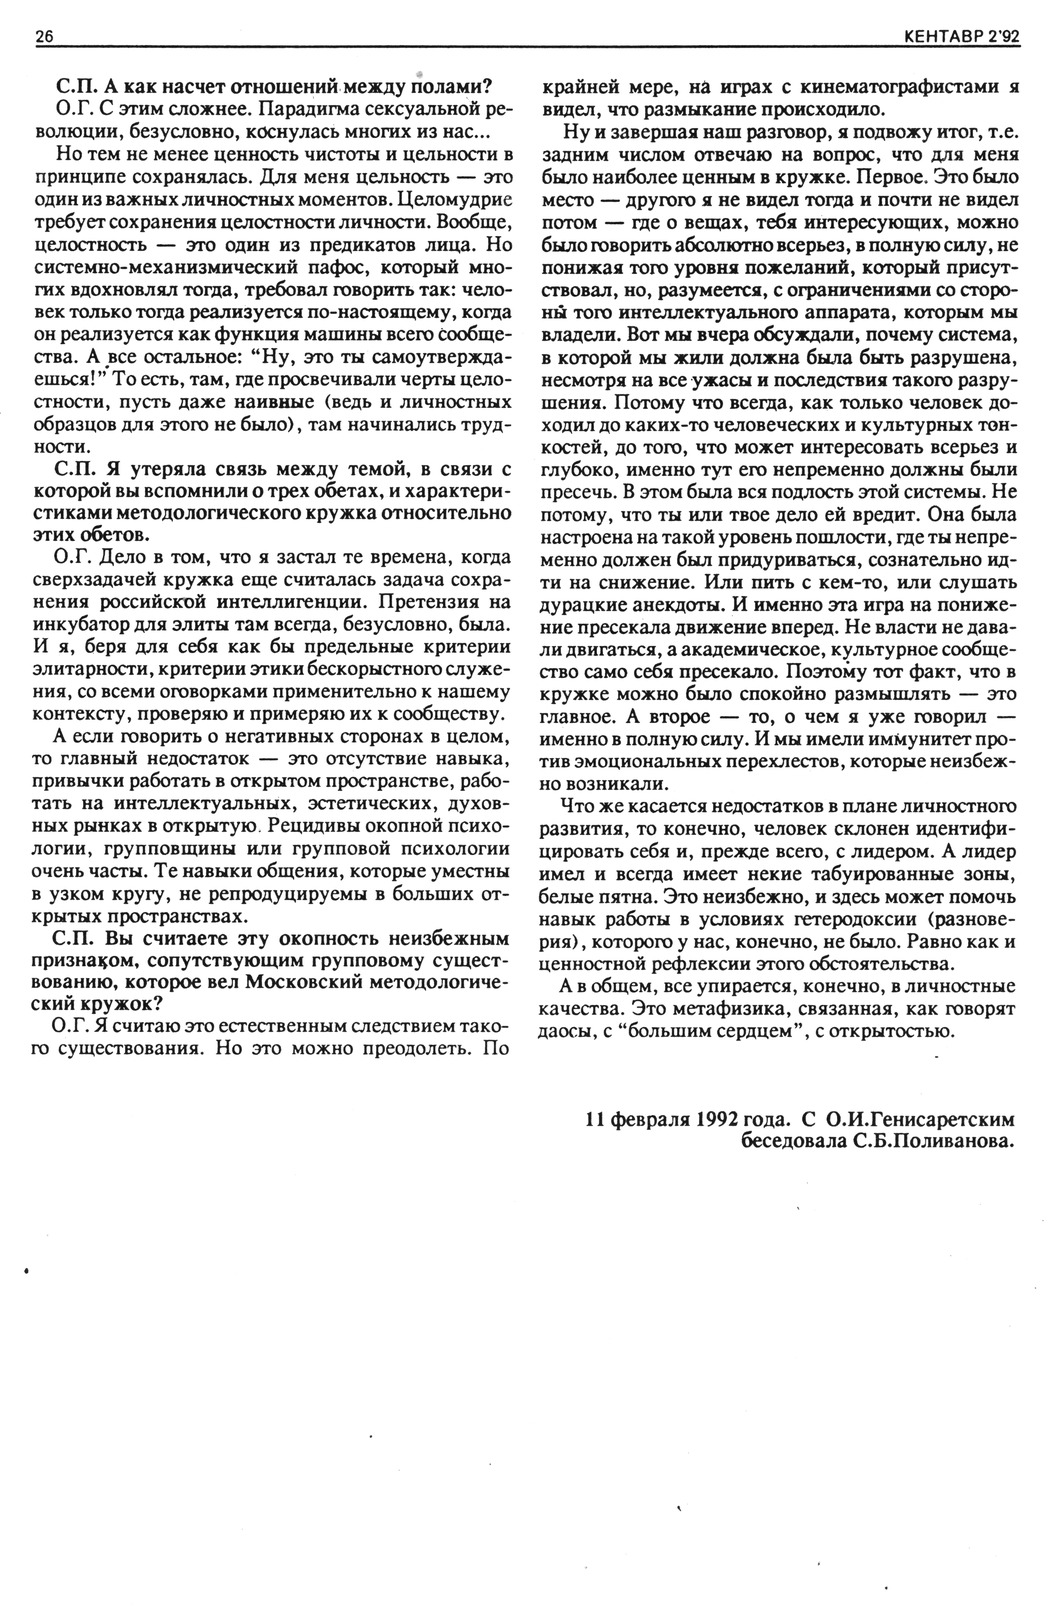 26
КЕНТАВР 2'92
С.П. А как насчет отношений между полами?
О.Г. С этим сложнее. Парадигма сексуальной ре-
волюции, безусловно, коснулась многих из нас...
Но тем не менее ценность чистоты и цельности в
принципе сохранялась. Для меня цельность — это
один из важных личностных моментов. Целомудрие
требует сохранения целостности личности. Вообще,
целостность — это один из предикатов лица. Но
системно-механизмический пафос, который мно-
гих вдохновлял тогда, требовал говорить так: чело-
век только тогда реализуется по-настоящему, когда
он реализуется как функция машины всего сообще-
ства. А все остальное: "Ну, это ты самоутвержда-
ешься!" То есть, там, где просвечивали черты цело-
стности, пусть даже наивные (ведь и личностных
образцов для этого не было), там начинались труд-
ности.
С.П. Я утеряла связь между темой, в связи с
которой вы вспомнили о трех обетах, и характери-
стиками методологического кружка относительно
этих обетов.
О.Г. Дело в том, что я застал те времена, когда
сверхзадачей кружка еще считалась задача сохра-
нения российской интеллигенции. Претензия на
инкубатор для элиты там всегда, безусловно, была.
И я, беря для себя как бы предельные критерии
элитарности, критерии этики бескорыстного служе-
ния, со всеми оговорками применительно к нашему
контексту, проверяю и примеряю их к сообществу.
А если говорить о негативных сторонах в целом,
то главный недостаток — это отсутствие навыка,
привычки работать в открытом пространстве, рабо-
тать на интеллектуальных, эстетических, духов-
ных рынках в открытую. Рецидивы окопной психо-
логии, групповщины или групповой психологии
очень часты. Те навыки общения, которые уместны
в узком кругу, не репродуцируемы в больших от-
крытых пространствах.
С.П. Вы считаете эту окопность неизбежным
признаком, сопутствующим групповому сущест-
вованию, которое вел Московский методологиче-
ский кружок?
О.Г. Я считаю это естественным следствием тако-
го существования. Но это можно преодолеть. По
крайней мере, на играх с кинематографистами я
видел, что размыкание происходило.
Ну и завершая наш разговор, я подвожу итог, т.е.
задним числом отвечаю на вопрос, что для меня
было наиболее ценным в кружке. Первое. Это было
место — другого я не видел тогда и почти не видел
потом — где о вещах, тебя интересующих, можно
было говорить абсолютно всерьез, в полную силу, не
понижая того уровня пожеланий, который присут-
ствовал, но, разумеется, с ограничениями со сторо-
ны того интеллектуального аппарата, которым мы
владели. Вот мы вчера обсуждали, почему система,
в которой мы жили должна была быть разрушена,
несмотря на все ужасы и последствия такого разру-
шения. Потому что всегда, как только человек до-
ходил до каких-то человеческих и культурных тон-
костей, до того, что может интересовать всерьез и
глубоко, именно тут его непременно должны были
пресечь. В этом была вся подлость этой системы. Не
потому, что ты или твое дело ей вредит. Она была
настроена на такой уровень пошлости, где ты непре-
менно должен был придуриваться, сознательно ид-
ти на снижение. Или пить с кем-то, или слушать
дурацкие анекдоты. И именно эта игра на пониже-
ние пресекала движение вперед. Не власти не дава-
ли двигаться, а академическое, культурное сообще-
ство само себя пресекало. Поэтому тот факт, что в
кружке можно было спокойно размышлять — это
главное. А второе — то, о чем я уже говорил —
именно в полную силу. И мы имели иммунитет про-
тив эмоциональных перехлестов, которые неизбеж-
но возникали.
Что же касается недостатков в плане личностного
развития, то конечно, человек склонен идентифи-
цировать себя и, прежде всего, с лидером. А лидер
имел и всегда имеет некие табуированные зоны,
белые пятна. Это неизбежно, и здесь может помочь
навык работы в условиях гетеродоксии (разнове-
рия), которого у нас, конечно, не было. Равно как и
ценностной рефлексии этого обстоятельства.
А в общем, все упирается, конечно, в личностные
качества. Это метафизика, связанная, как говорят
даосы, с "большим сердцем", с открытостью.
11 февраля 1992 года. С О.И.Генисаретским
беседовала С.Б.Поливанова.